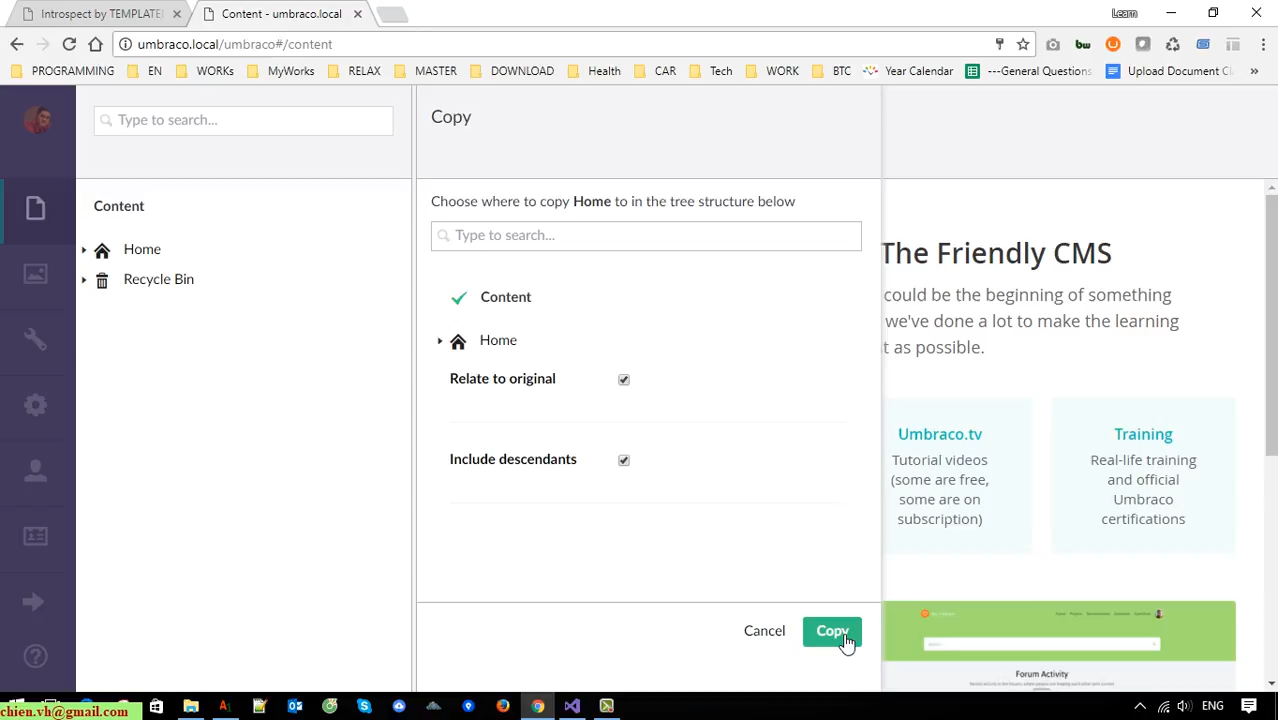 Introspect by TEMPLATE
Content - umbraco.local
Learn
umbraco.local/umbraco#/content
PROGRAMMING
EN
WORKs
MyWorks
RELAX
MASTER
DOWNLOAD
Health
CAR
Tech
WORK
BTC
Year Calendar
---General Questions
Upload Document Cl
Type to search...
Content
Home
Recycle Bin
Copy
Choose where to copy Home to in the tree structure below
Type to search...
Content
Home
Relate to original
Include descendants
Cancel
Copy
The Friendly CMS
could be the beginning of something
we've done a lot to make the learning
t as possible.
Umbraco.tv
Tutorial videos
(some are free,
some are on
subscription)
Training
Real-life training
and official
Umbraco
certifications
Forum Activity
ENG
chien.vh@gmail.com